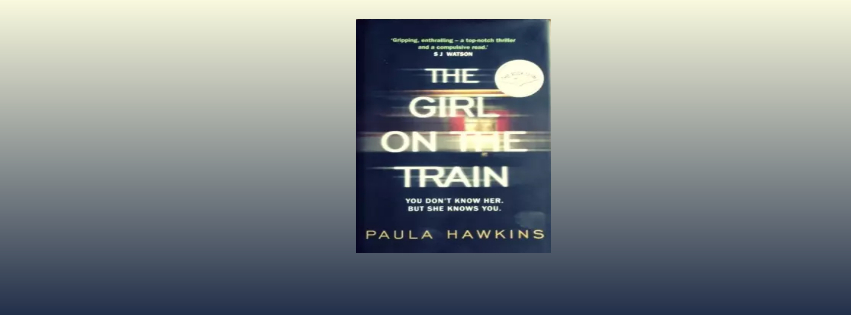 'Gripping, enthralling – a top-notch thriller
and a compulsive read.'
S J WATSON
THE
GIRL
ON THE
TRAIN
YOU DON'T KNOW HER.
BUT SHE KNOWS YOU.
PAULA HAWKINS